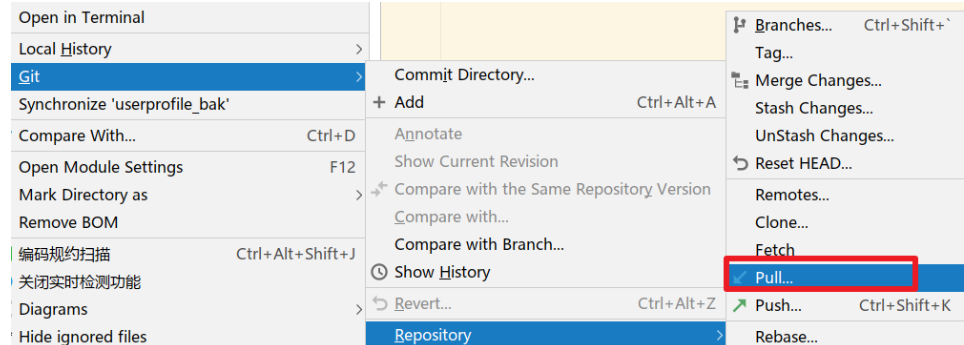 Open in Terminal
Local History
Git
Synchronize 'userprofile_bak'
Compare With... Ctrl+D
Open Module Settings F12
Mark Directory as
Remove BOM
编码规约扫描 Ctrl+Alt+Shift+J
关闭实时检测功能
Diagrams
Hide ignored files
Commit Directory...
Add Ctrl+Alt+A
Annotate
Show Current Revision
Compare with the Same Repository Version
Compare with...
Compare with Branch...
Show History
Revert... Ctrl+Alt+Z
Repository
Branches... Ctrl+Shift+`
Tag...
Merge Changes...
Stash Changes...
UnStash Changes...
Reset HEAD...
Remotes...
Clone...
Fetch
Pull...
Push... Ctrl+Shift+K
Rebase...